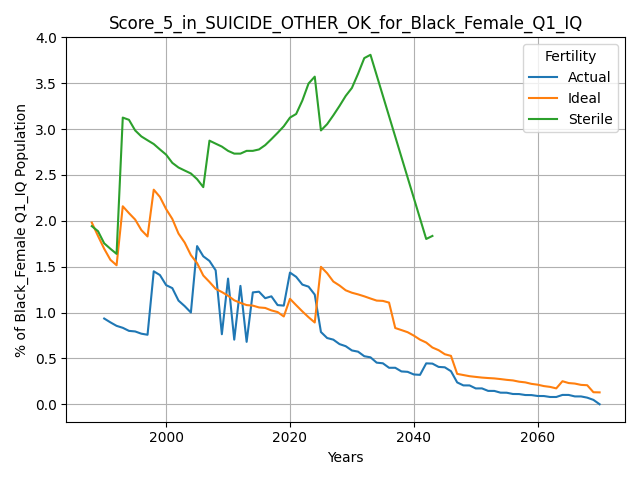 Score_5_in_SUICIDE_OTHER_OK_for_Black_Female_Q1_IQ
% of Black_Female Q1_IQ Population
4.0
3.5
3.0
2.5
2.0
1.5
1.0
0.5
0.0
Fertility
Actual
Ideal
Sterile
2000
2020
2040
2060
Years